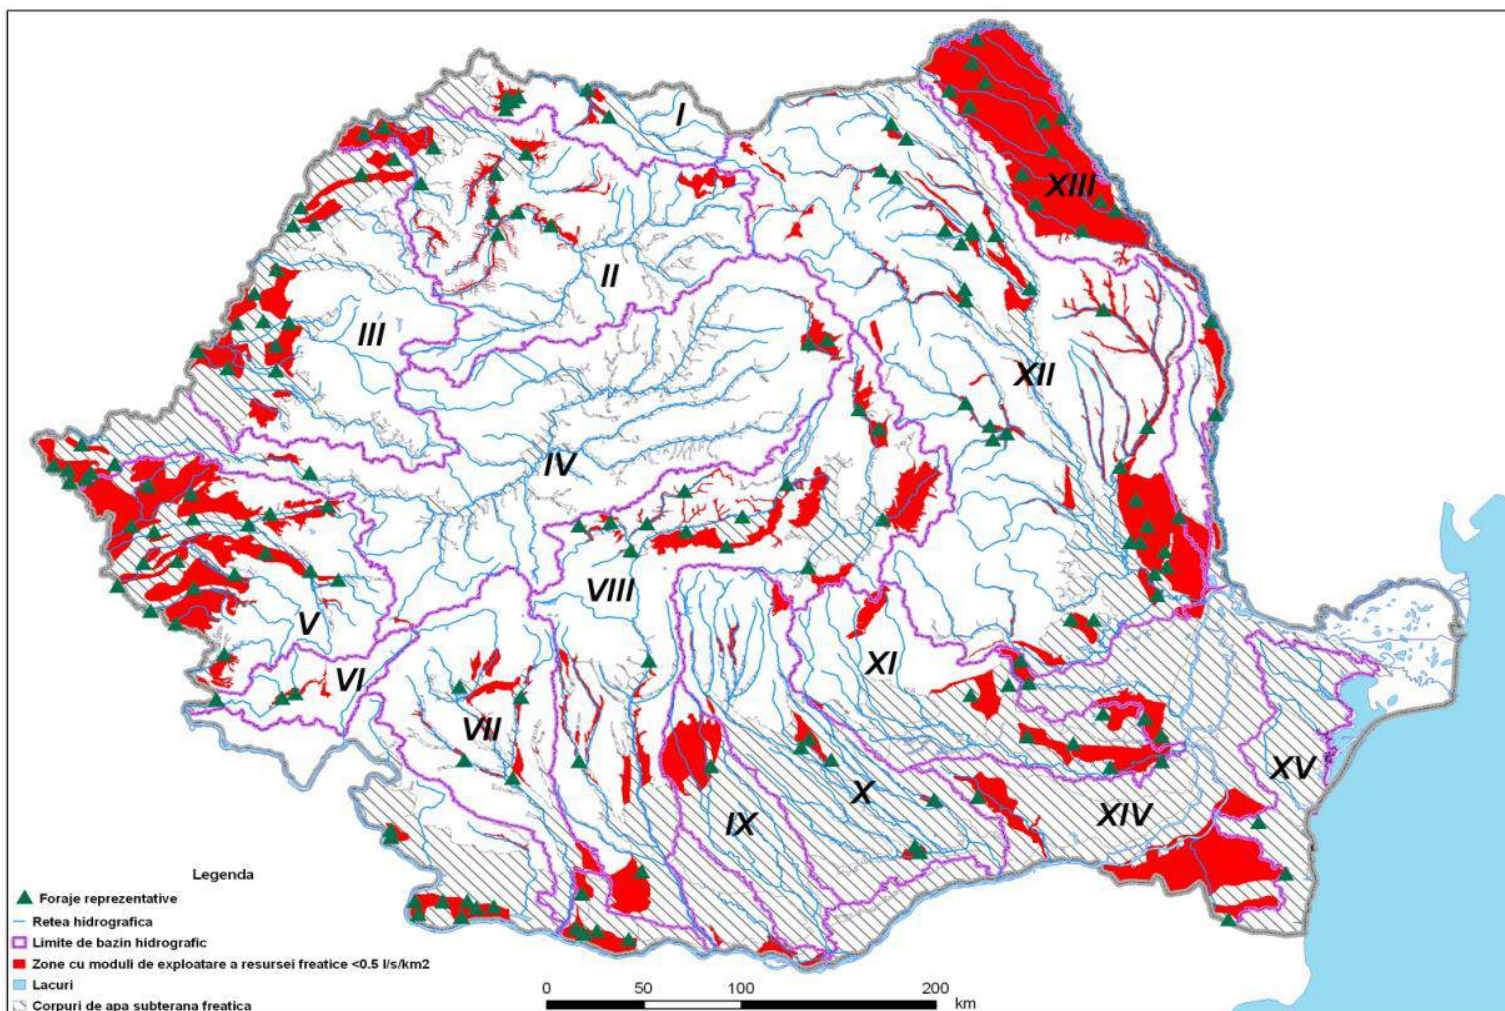 I
XIII
II
III
XII
IV
VIII
V
XI
VI
VII
XV
X
XIV
IX
Legenda
Foraje reprezentative
Retea hidrografica
Limite de bazin hidrografic
Zone cu moduli de exploatare a resursei freatice <0.5 l/s/km2
Lacuri
Corpuri de apa subterana freatica
0 50 100 200
km